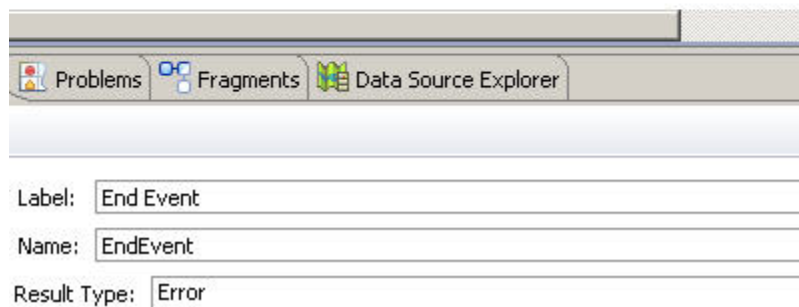 Problems Fragments Data Source Explorer
Label: End Event
Name: EndEvent
Result Type: Error